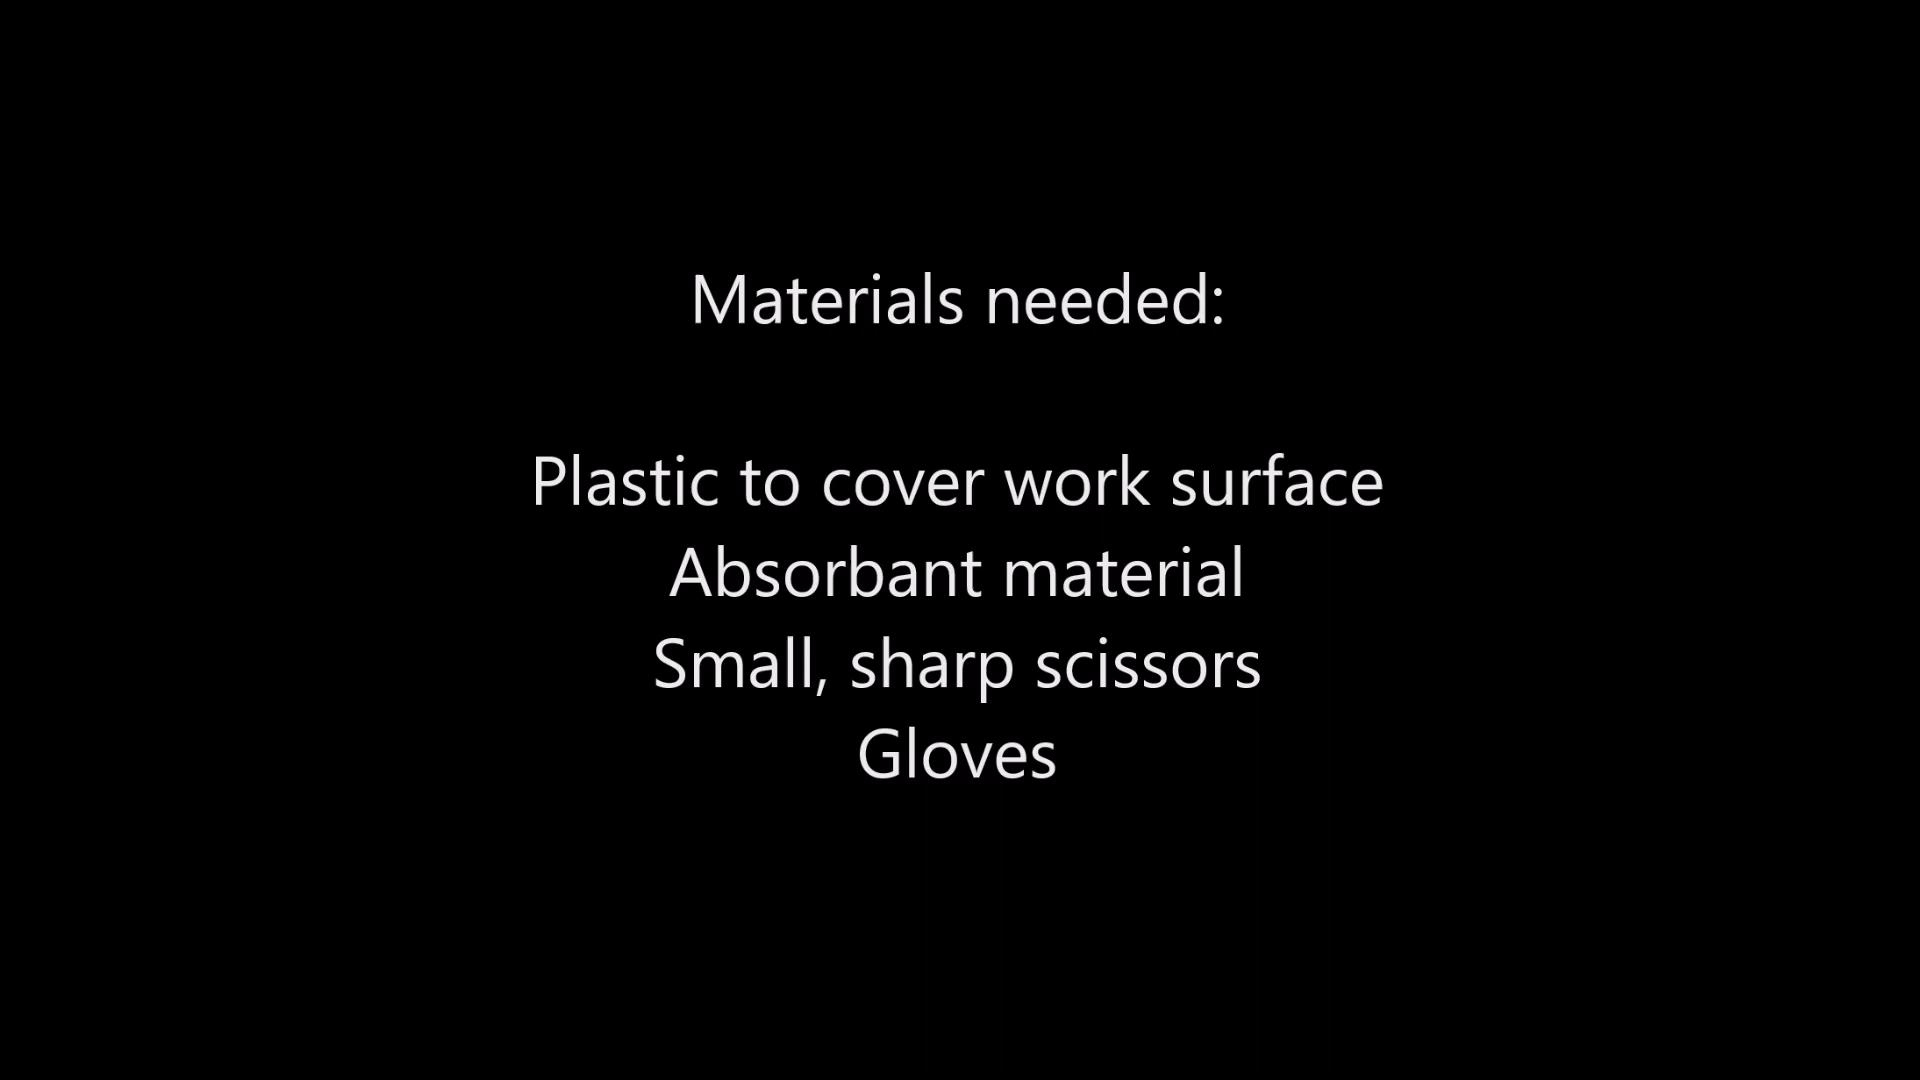 Materials needed:
Plastic to cover work surface
Absorbant material
Small, sharp scissors
Gloves